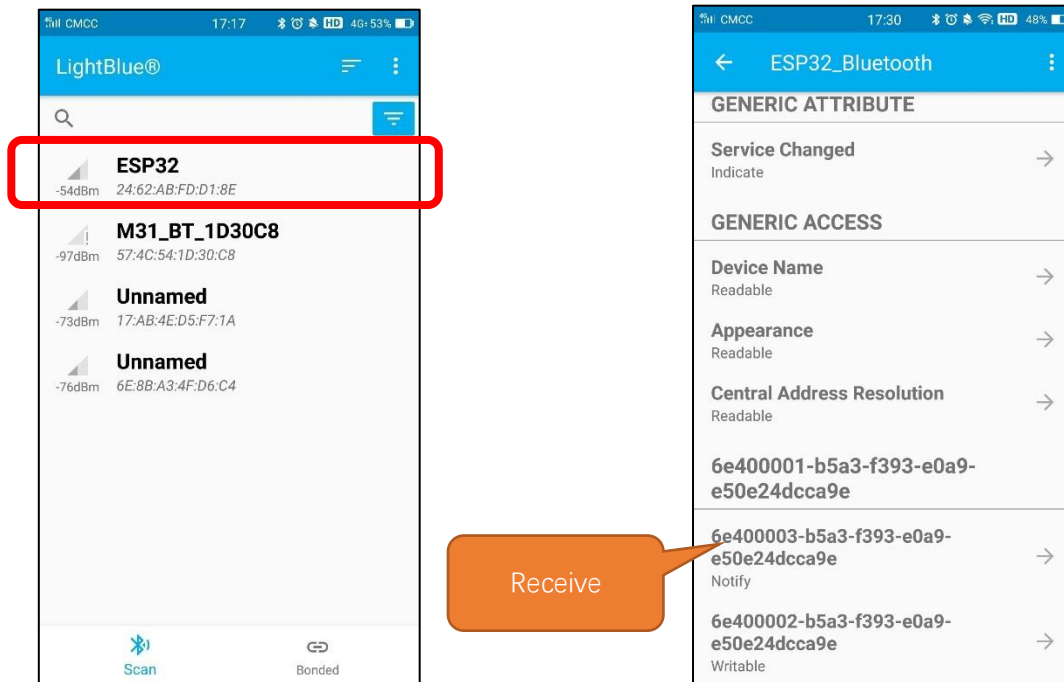 CMCC 17:17 HD 4G 53%
LightBlue®
ESP32
-54dBm 24:62:AB:FD:D1:8E
M31_BT_1D30C8
-97dBm 57:4C:54:1D:30:C8
Unnamed
-73dBm 17:AB:4E:D5:F7:1A
Unnamed
-76dBm 6E:8B:A3:4F:D6:C4
Scan Bonded
Receive
CMCC 17:30 HD 48%
ESP32_Bluetooth
GENERIC ATTRIBUTE
Service Changed
Indicate
GENERIC ACCESS
Device Name
Readable
Appearance
Readable
Central Address Resolution
Readable
6e400001-b5a3-f393-e0a9-
e50e24dcca9e
6e400003-b5a3-f393-e0a9-
e50e24dcca9e
Notify
6e400002-b5a3-f393-e0a9-
e50e24dcca9e
Writable